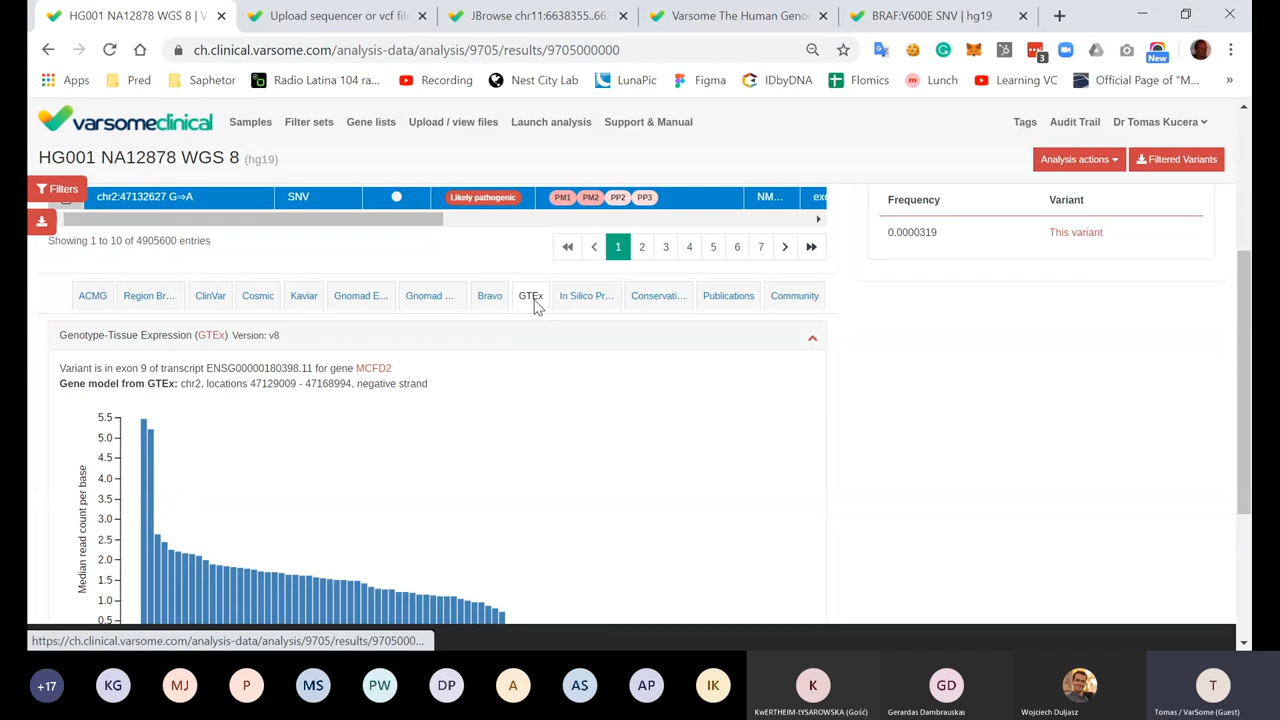 HG001 NA12878 WGS 8 | V
Upload sequencer or vcf file
JBrowse chr11:6638355..66
Varsome The Human Geno
BRAF:V600E SNV | hg19
ch.clinical.varsome.com/analysis-data/analysis/9705/results/9705000000
3
New
Apps
Pred
Saphetor
Radio Latina 104 ra...
Recording
Nest City Lab
LunaPic
Figma
IDbyDNA
Flomics
Lunch
Learning VC
Official Page of "M...
»
varsomeclinical
Samples
Filter sets
Gene lists
Upload / view files
Launch analysis
Support & Manual
Tags
Audit Trail
Dr Tomas Kucera
HG001 NA12878 WGS 8 (hg19)
Analysis actions
Filtered Variants
Filters
chr2:47132627 G⇒A
SNV
Likely pathogenic
PM1
PM2
PP2
PP3
NM...
exo
Showing 1 to 10 of 4905600 entries
1
2
3
4
5
6
7
Frequency
Variant
0.0000319
This variant
ACMG
Region Br...
ClinVar
Cosmic
Kaviar
Gnomad E...
Gnomad ...
Bravo
GTEx
In Silico Pr...
Conservati...
Publications
Community
Genotype-Tissue Expression (GTEx) Version: v8
Variant is in exon 9 of transcript ENSG00000180398.11 for gene MCFD2
Gene model from GTEx: chr2, locations 47129009 - 47168994, negative strand
Median read count per base
5.5
5.0
4.5
4.0
3.5
3.0
2.5
2.0
1.5
1.0
0.5
https://ch.clinical.varsome.com/analysis-data/analysis/9705/results/9705000...
+17
KG
MJ
P
MS
PW
DP
A
AS
AP
IK
K
KwERTHEIM-tYSAROWSKA (Gość)
GD
Gerardas Dambrauskas
Wojciech Duljasz
T
Tomas / VarSome (Guest)